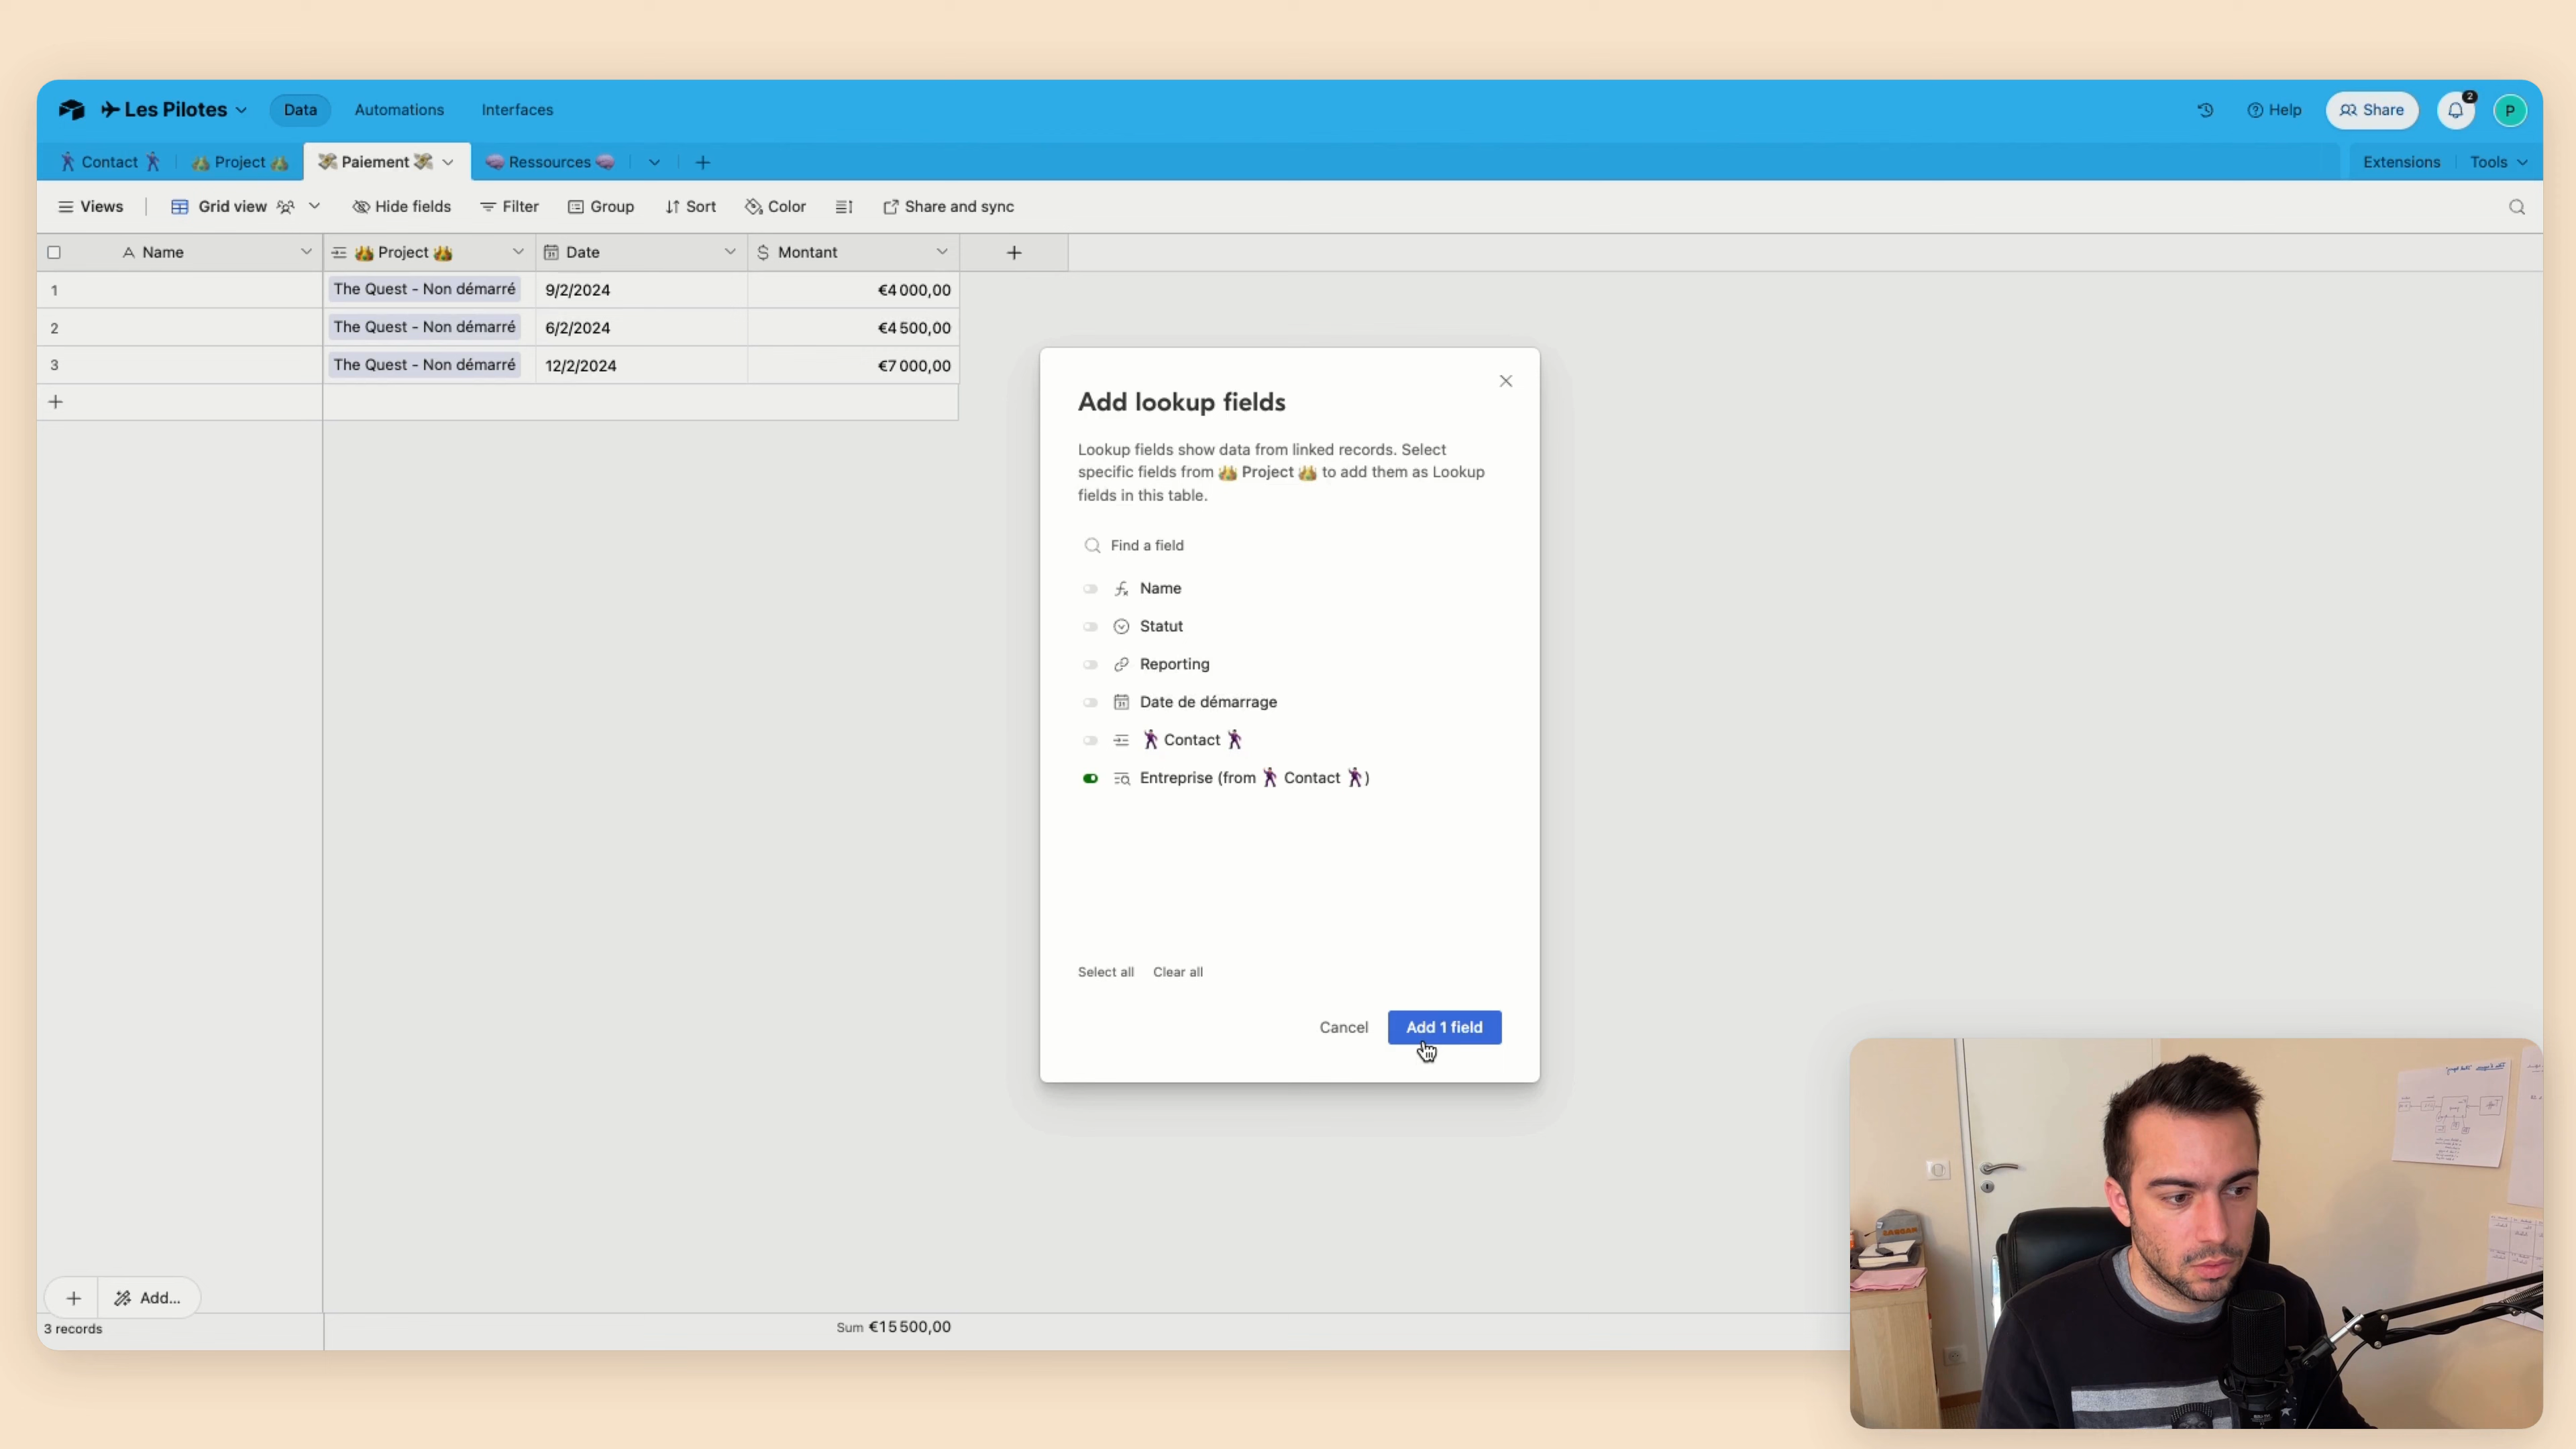 Les Pilotes Data Automations Interfaces Help Share 2 P
Contact Project Paiement Ressources Extensions Tools
Views Grid view Hide fields Filter Group Sort Color Share and sync
Name Project Date Montant
1 The Quest - Non démarré 9/2/2024 €4 000,00
2 The Quest - Non démarré 6/2/2024 €4 500,00
3 The Quest - Non démarré 12/2/2024 €7 000,00
Add lookup fields
Lookup fields show data from linked records. Select
specific fields from Project to add them as Lookup
fields in this table.
Find a field
Name
Statut
Reporting
Date de démarrage
Contact
Entreprise (from Contact )
Select all Clear all
Cancel Add 1 field
Add...
3 records Sum €15 500,00